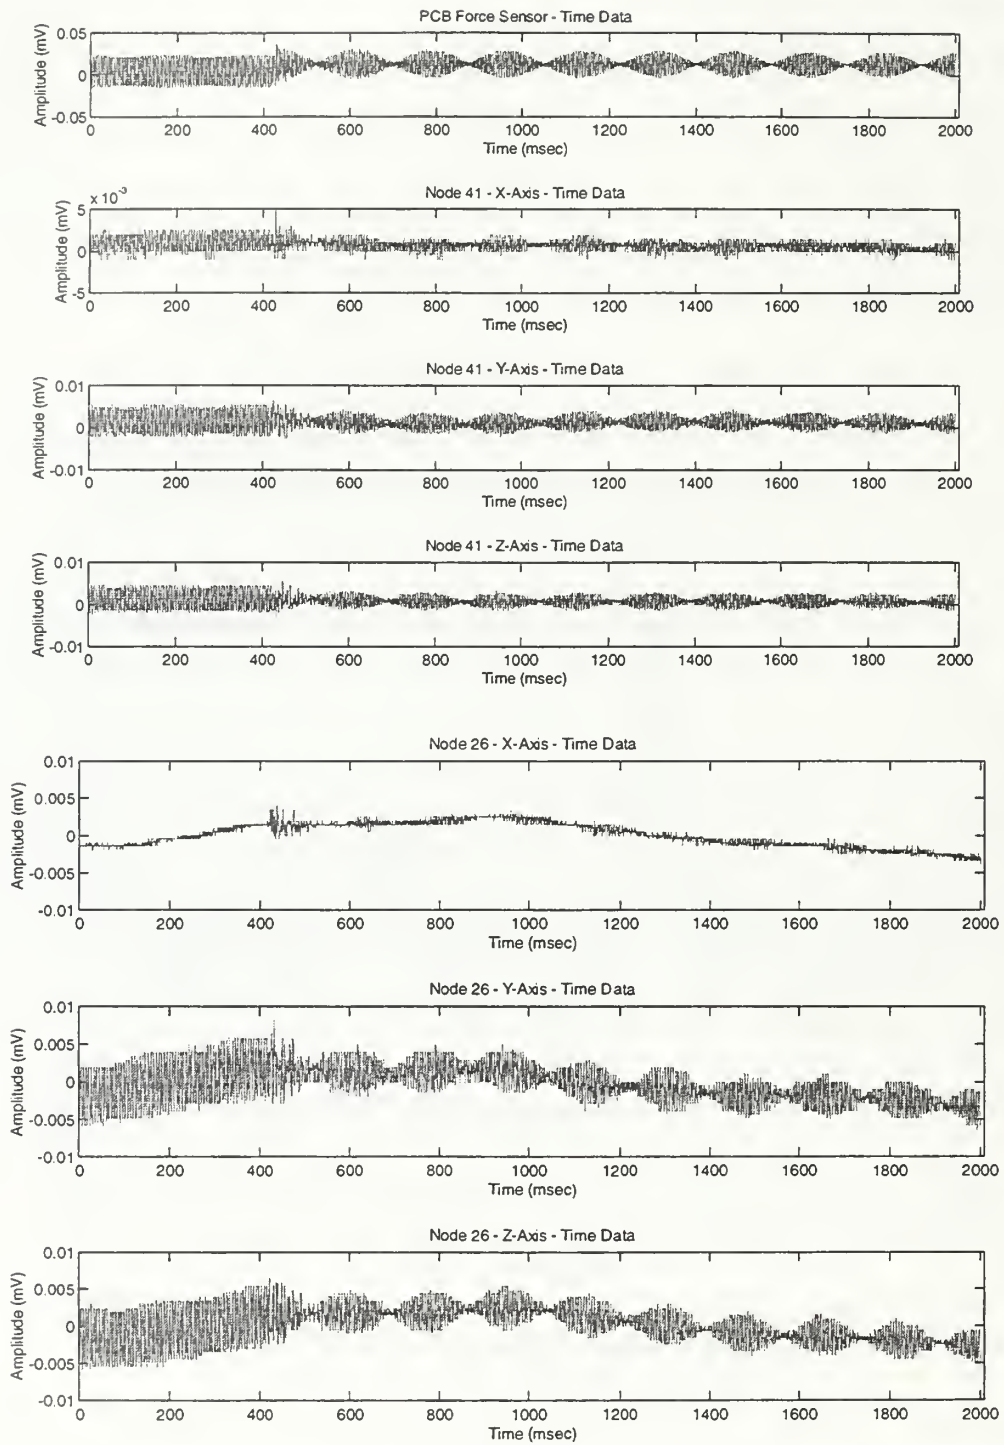 PCB Force Sensor - Time Data
Amplitude (mV)
0.05
0
-0.05
0 200 400 600 800 1000 1200 1400 1600 1800 2000
Time (msec)
Node 41 - X-Axis - Time Data
x 10-3
Amplitude (mV)
5
0
-5
0 200 400 600 800 1000 1200 1400 1600 1800 2000
Time (msec)
Node 41 - Y-Axis - Time Data
Amplitude (mV)
0.01
0
-0.01
0 200 400 600 800 1000 1200 1400 1600 1800 2000
Time (msec)
Node 41 - Z-Axis - Time Data
Amplitude (mV)
0.01
0
-0.01
0 200 400 600 800 1000 1200 1400 1600 1800 2000
Time (msec)
Node 26 - X-Axis - Time Data
Amplitude (mV)
0.01
0.005
0
-0.005
-0.01
0 200 400 600 800 1000 1200 1400 1600 1800 2000
Time (msec)
Node 26 - Y-Axis - Time Data
Amplitude (mV)
0.01
0.005
0
-0.005
-0.01
0 200 400 600 800 1000 1200 1400 1600 1800 2000
Time (msec)
Node 26 - Z-Axis - Time Data
Amplitude (mV)
0.01
0.005
0
-0.005
-0.01
0 200 400 600 800 1000 1200 1400 1600 1800 2000
Time (msec)